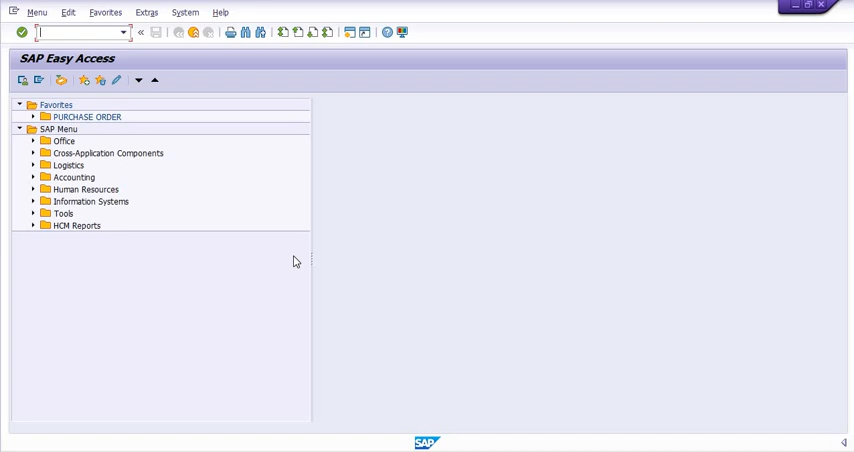 Menu Edit Favorites Extras System Help
SAP Easy Access
Favorites
PURCHASE ORDER
SAP Menu
Office
Cross-Application Components
Logistics
Accounting
Human Resources
Information Systems
Tools
HCM Reports
SAP